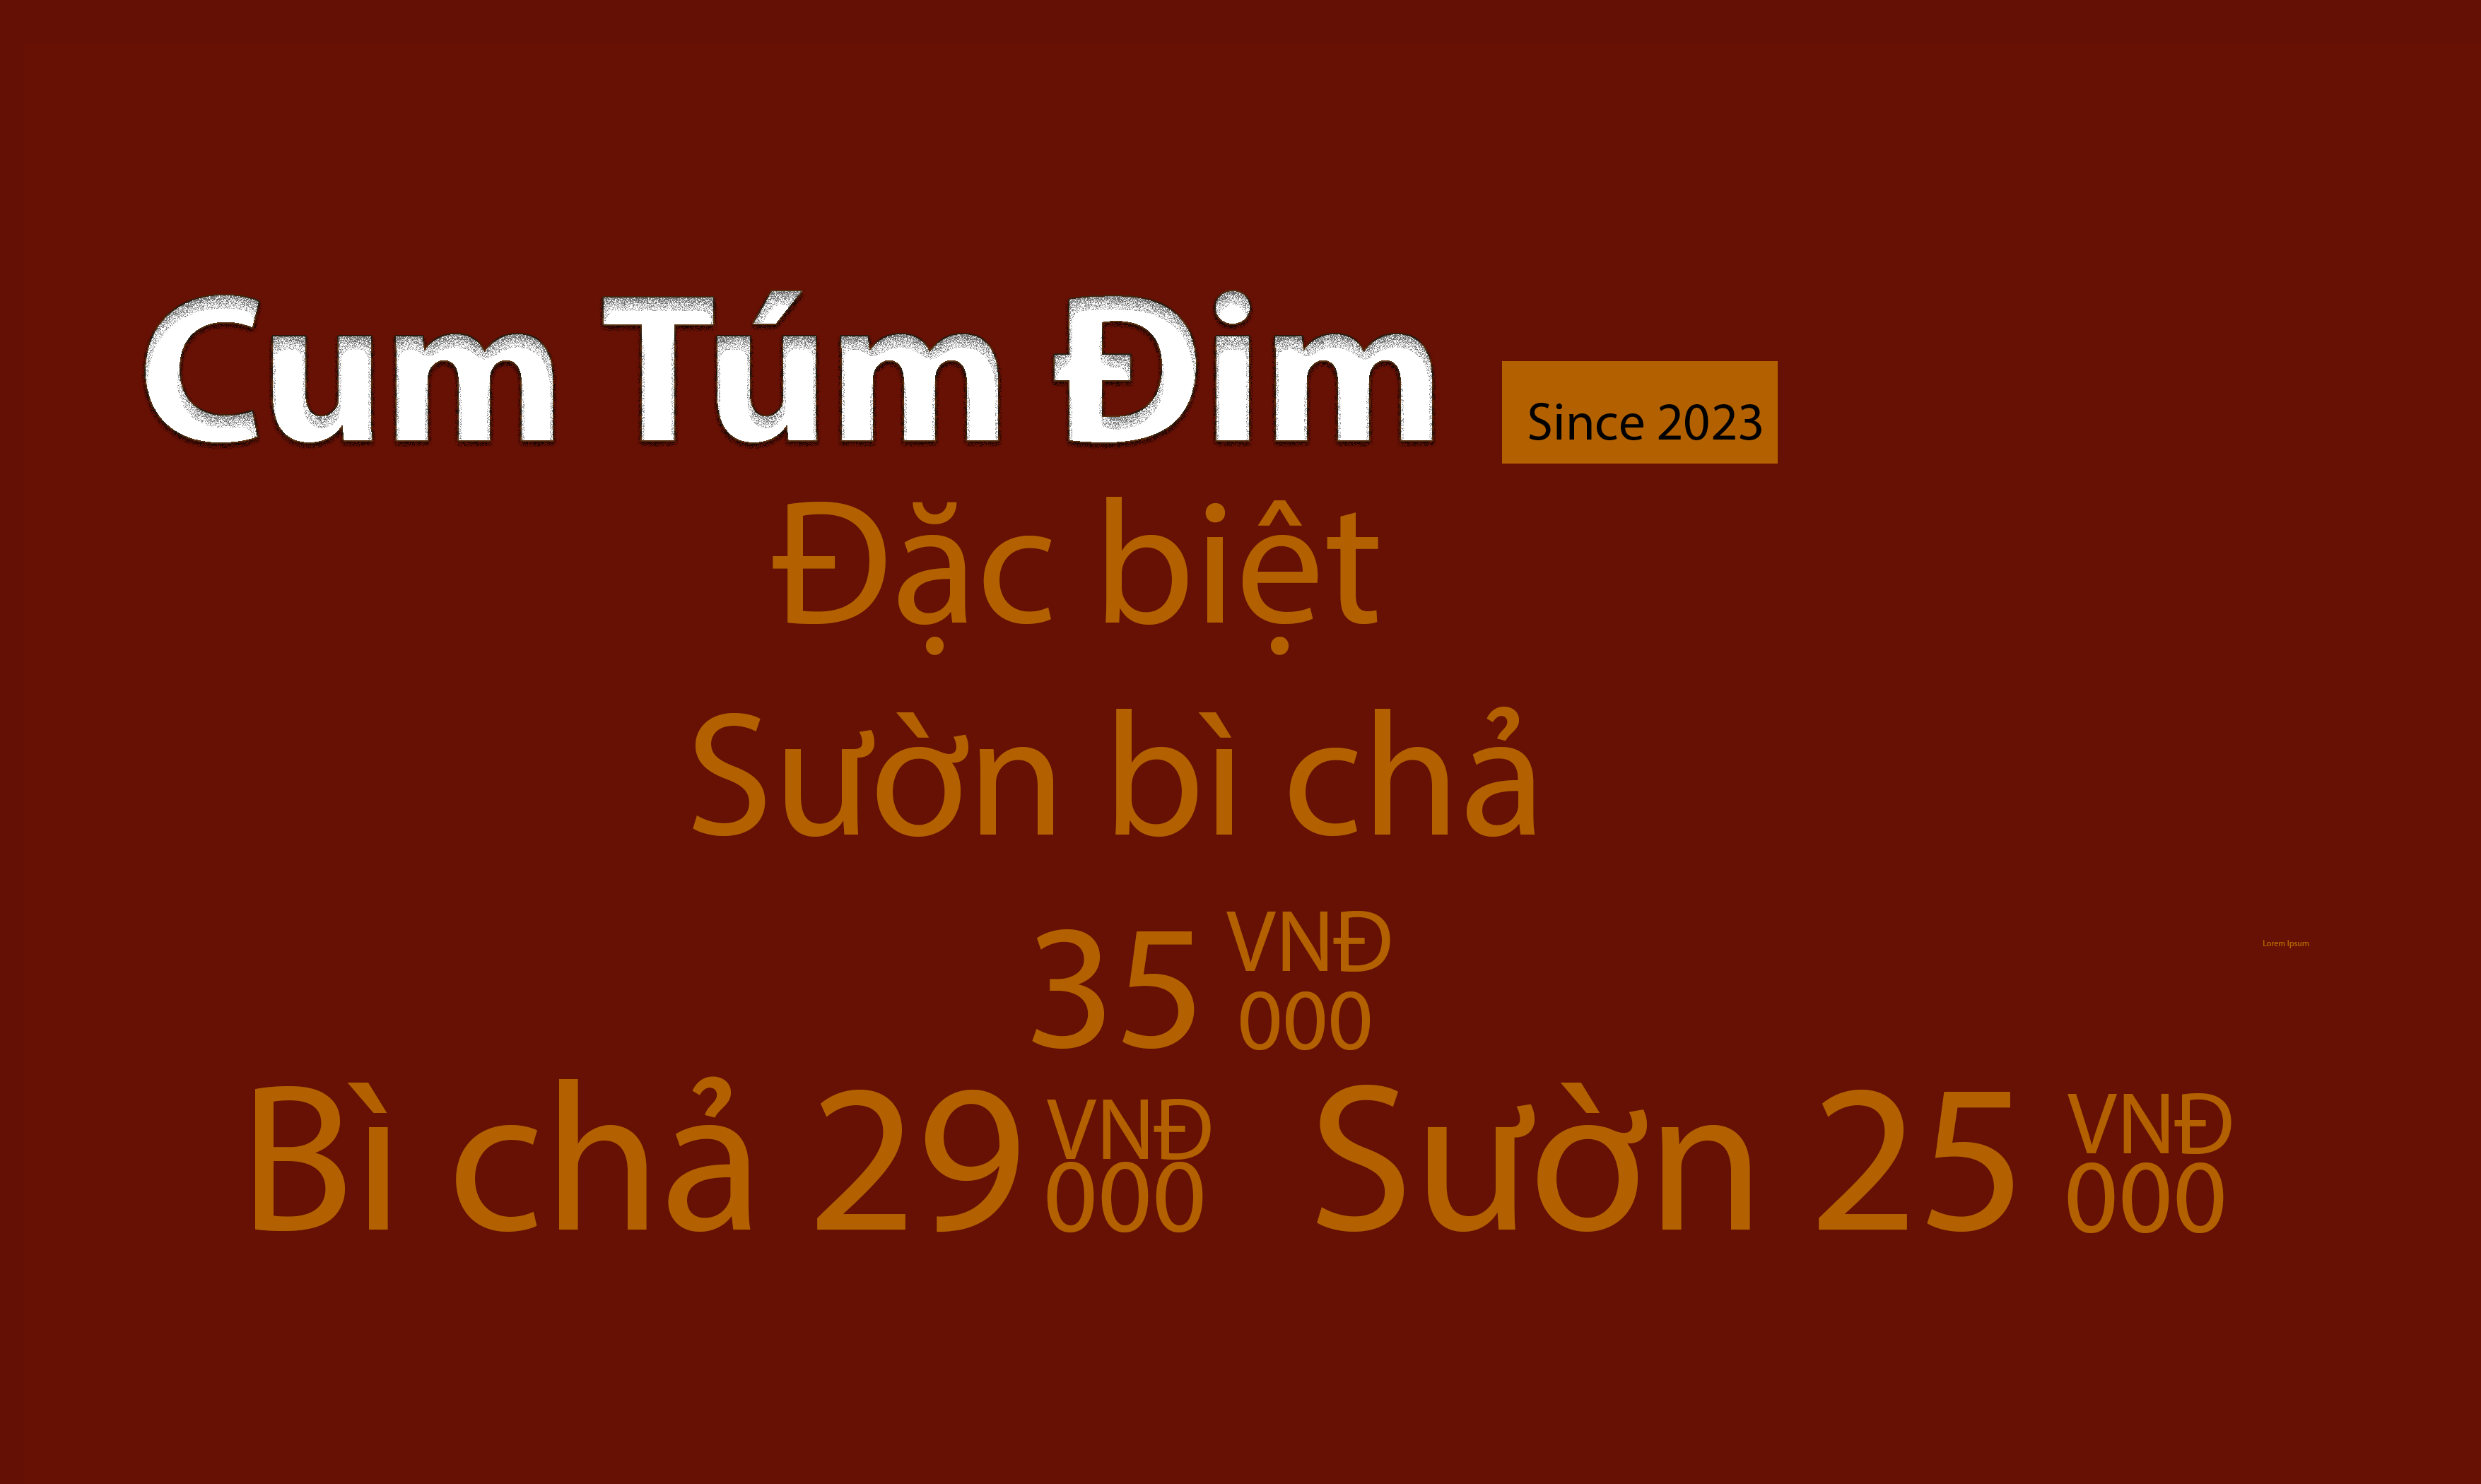 Cum Túm Đim
Since 2023
Đặc biệt
Sườn bì chả
35 VNĐ
000
Lorem Ipsum
Bì chả 29 VNĐ
000
Sườn 25 VNĐ
000